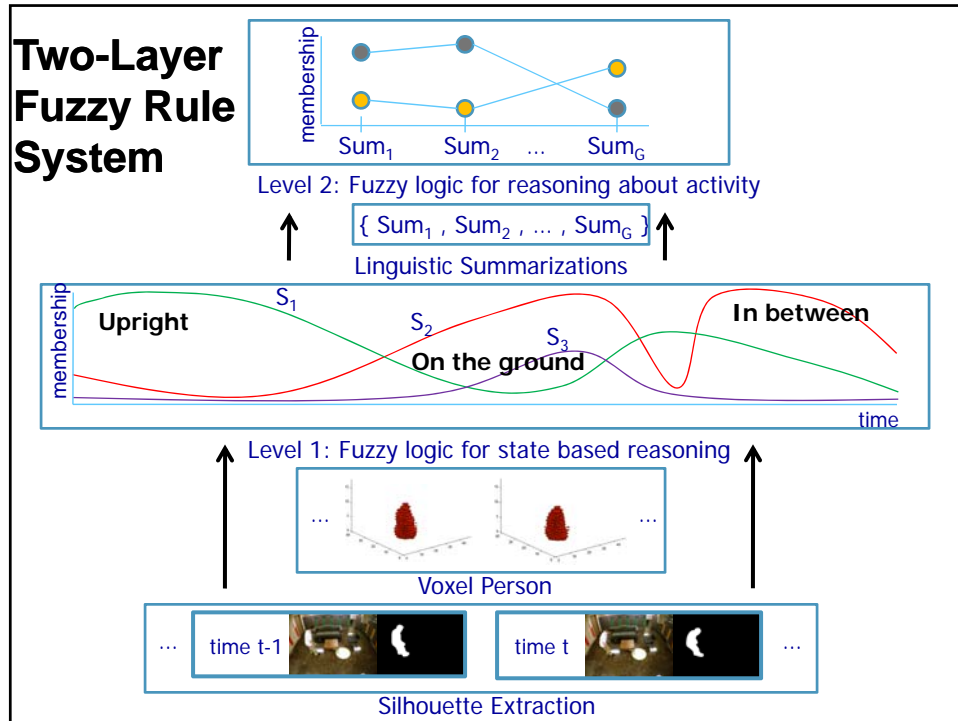 Two-Layer
Fuzzy Rule
System
membership
Sum₁ Sum₂ ... Sum_G
Level 2: Fuzzy logic for reasoning about activity
{ Sum₁ , Sum₂ , ... , Sum_G }
Linguistic Summarizations
membership
S₁
Upright
S₂
In between
S₃
On the ground
time
Level 1: Fuzzy logic for state based reasoning
... ...
Voxel Person
... time t-1 time t ...
Silhouette Extraction